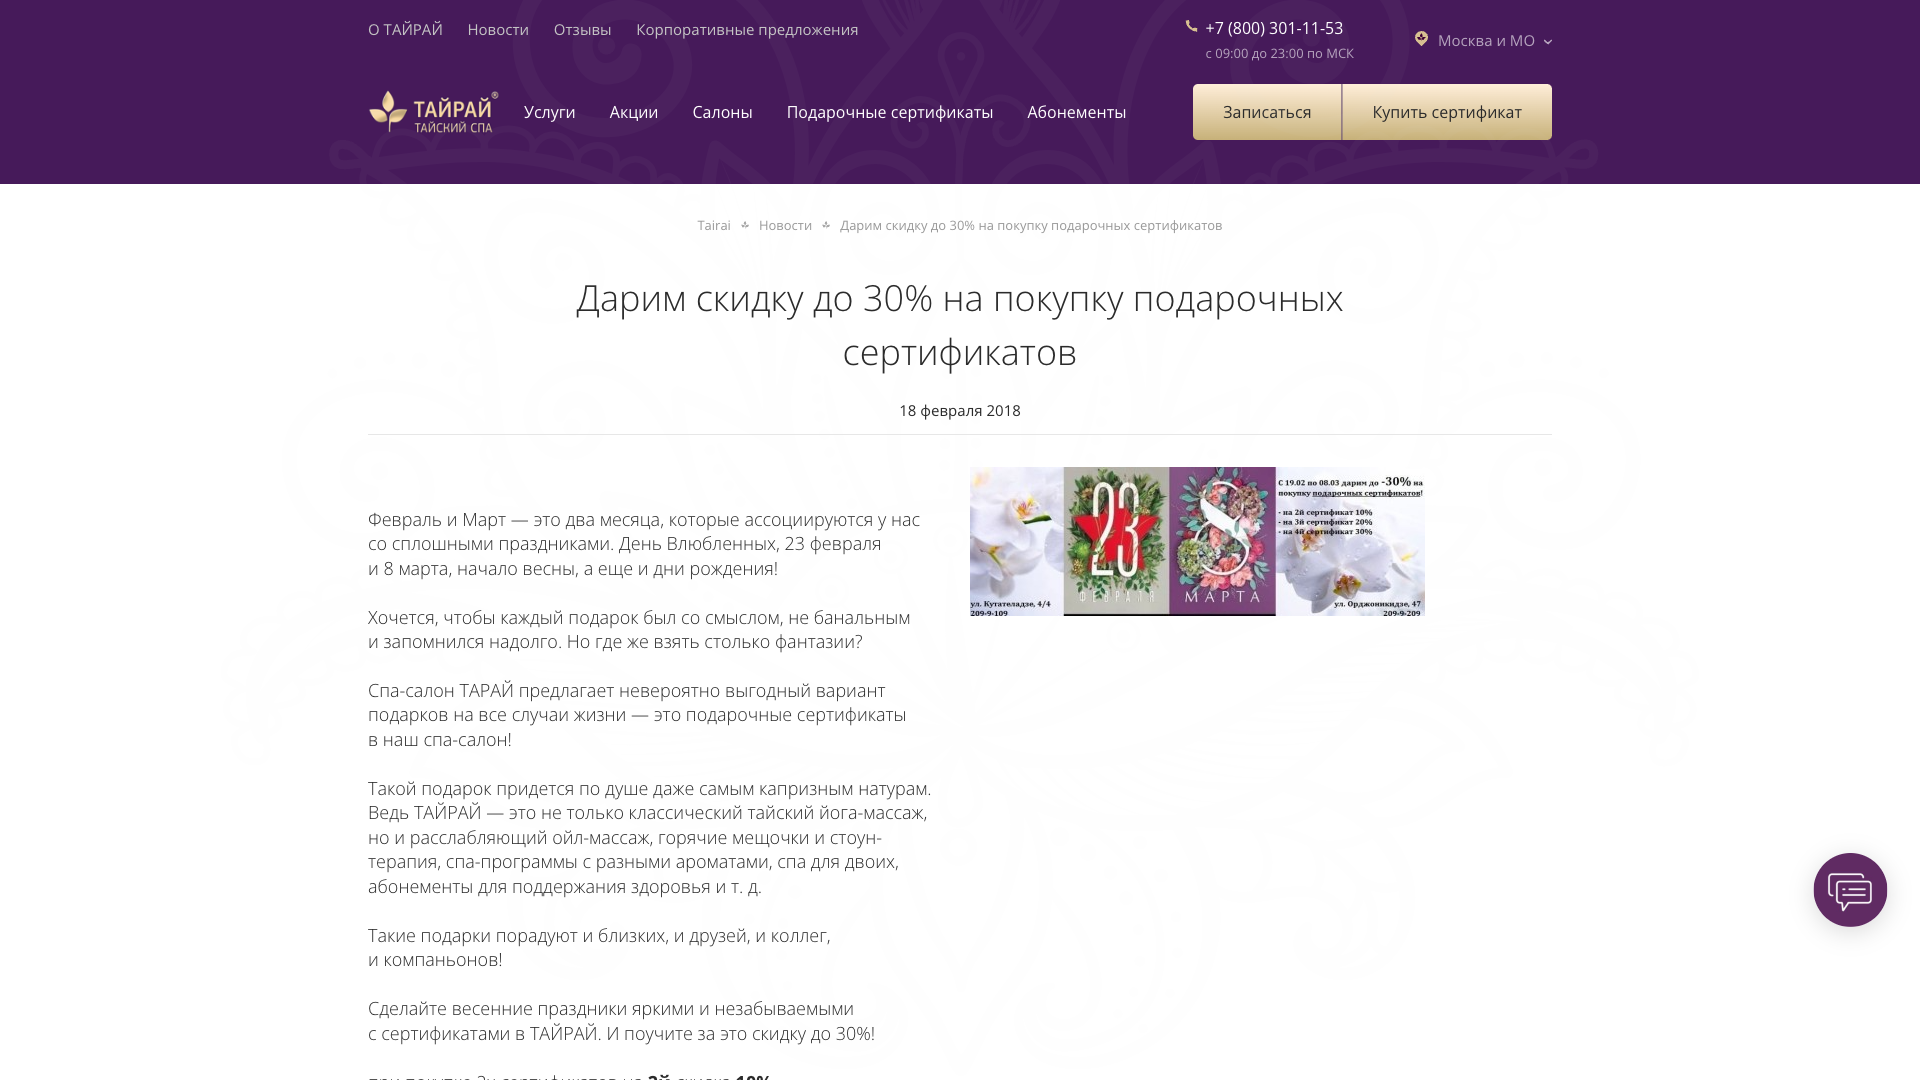 О ТАЙРАЙ Новости Отзывы Корпоративные предложения
+7 (800) 301-11-53
с 09:00 до 23:00 по МСК
Москва и МО
ТАЙРАЙ®
ТАЙСКИЙ СПА
Услуги Акции Салоны Подарочные сертификаты Абонементы
Записаться Купить сертификат
Tairai Новости Дарим скидку до 30% на покупку подарочных сертификатов
Дарим скидку до 30% на покупку подарочных
сертификатов
18 февраля 2018
Февраль и Март — это два месяца, которые ассоциируются у нас
со сплошными праздниками. День Влюбленных, 23 февраля
и 8 марта, начало весны, а еще и дни рождения!
Хочется, чтобы каждый подарок был со смыслом, не банальным
и запомнился надолго. Но где же взять столько фантазии?
Спа-салон ТАРАЙ предлагает невероятно выгодный вариант
подарков на все случаи жизни — это подарочные сертификаты
в наш спа-салон!
Такой подарок придется по душе даже самым капризным натурам.
Ведь ТАЙРАЙ — это не только классический тайский йога-массаж,
но и расслабляющий ойл-массаж, горячие мещочки и стоун-
терапия, спа-программы с разными ароматами, спа для двоих,
абонементы для поддержания здоровья и т. д.
Такие подарки порадуют и близких, и друзей, и коллег,
и компаньонов!
Сделайте весенние праздники яркими и незабываемыми
с сертификатами в ТАЙРАЙ. И поучите за это скидку до 30%!
при покупке 2х сертификатов на 2й скидка 10%
23
ФЕВРАЛЯ
8
МАРТА
С 19.02 по 08.03 дарим до -30% на
покупку подарочных сертификатов!
- на 2й сертификат 10%
- на 3й сертификат 20%
- на 4й сертификат 30%
ул. Кутателадзе, 4/4
209-9-109
ул. Орджоникидзе, 47
209-9-209